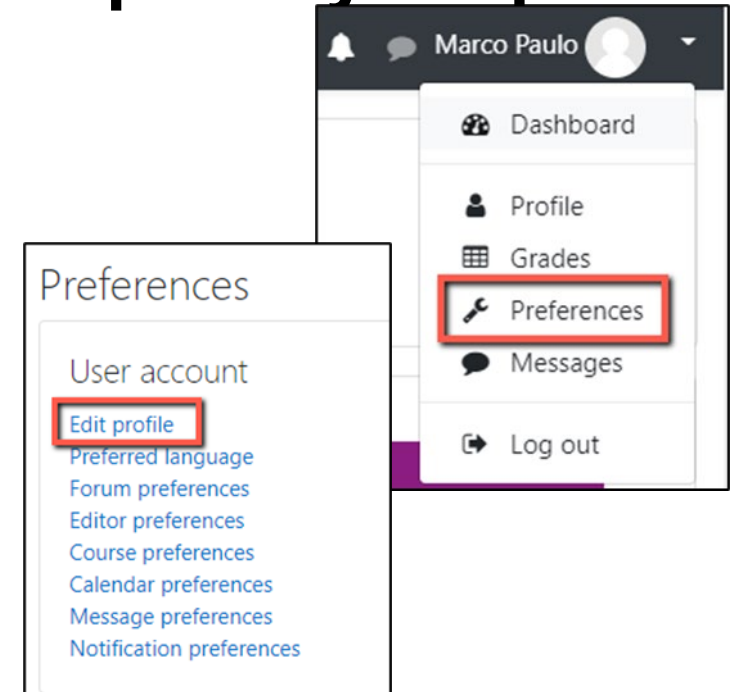 Marco Paulo
Dashboard
Profile
Grades
Preferences
Messages
Log out
Preferences
User account
Edit profile
Preferred language
Forum preferences
Editor preferences
Course preferences
Calendar preferences
Message preferences
Notification preferences